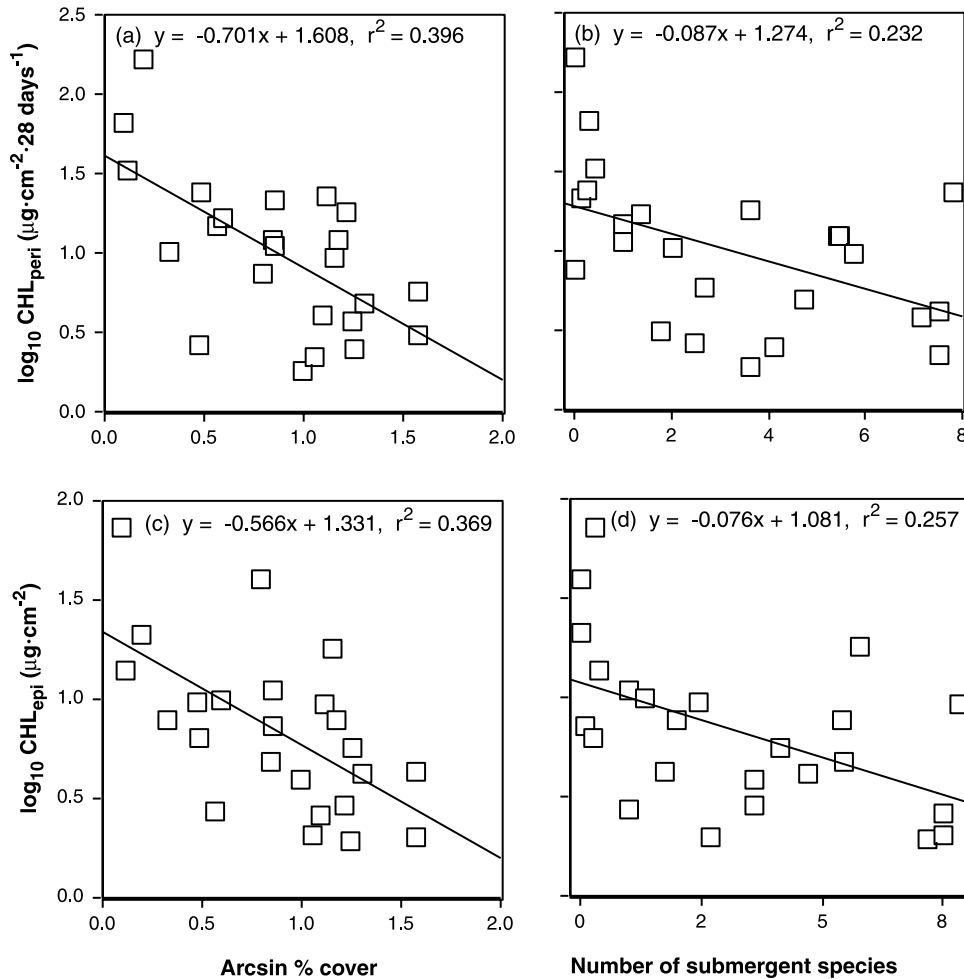 (a) y = -0.701x + 1.608, r² = 0.396
(b) y = -0.087x + 1.274, r² = 0.232
log₁₀ CHLperi (µg·cm⁻²·28 days⁻¹)
2.5
2.0
1.5
1.0
0.5
0.0
0.0 0.5 1.0 1.5 2.0
0 2 4 6 8
(c) y = -0.566x + 1.331, r² = 0.369
(d) y = -0.076x + 1.081, r² = 0.257
log₁₀ CHLepi (µg·cm⁻²)
2.0
1.5
1.0
0.5
0.0
0.0 0.5 1.0 1.5 2.0
0 2 5 8
Arcsin % cover
Number of submergent species